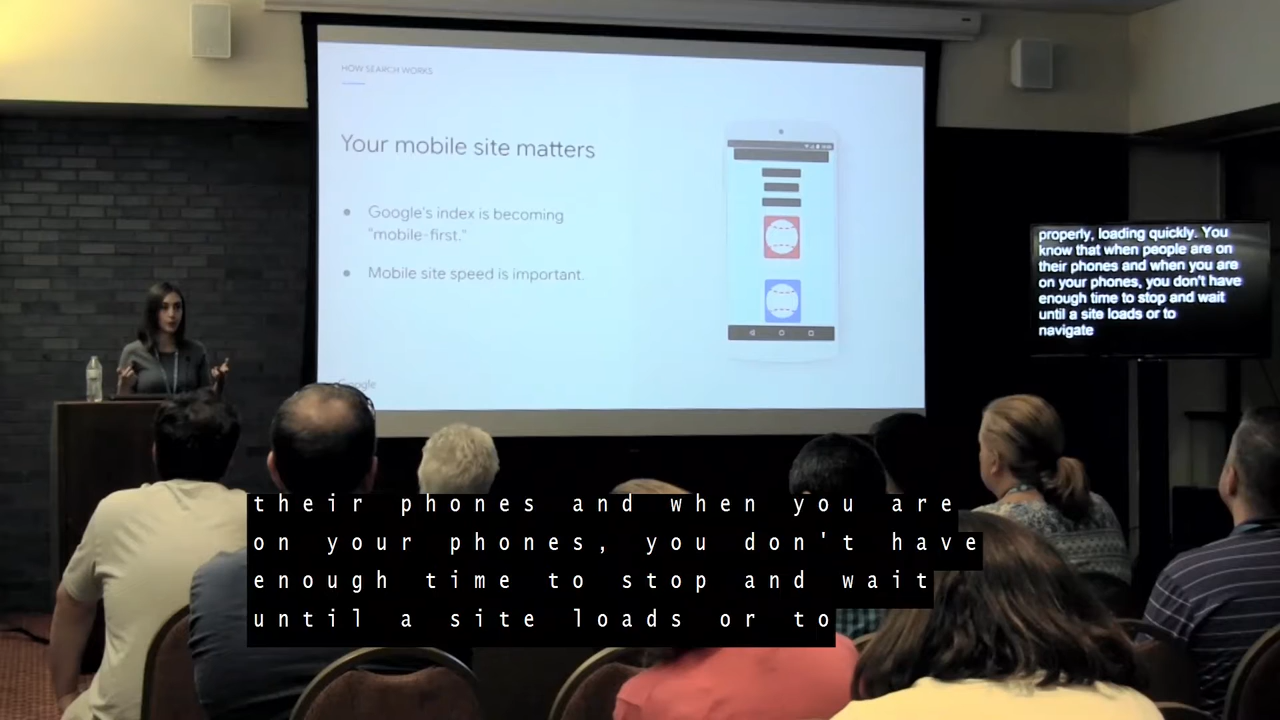 HOW SEARCH WORKS
Your mobile site matters
• Google's index is becoming
"mobile-first."
• Mobile site speed is important.
Google
properly, loading quickly. You
know that when people are on
their phones and when you are
on your phones, you don't have
enough time to stop and wait
until a site loads or to
navigate
their phones and when you are
on your phones, you don't have
enough time to stop and wait
until a site loads or to